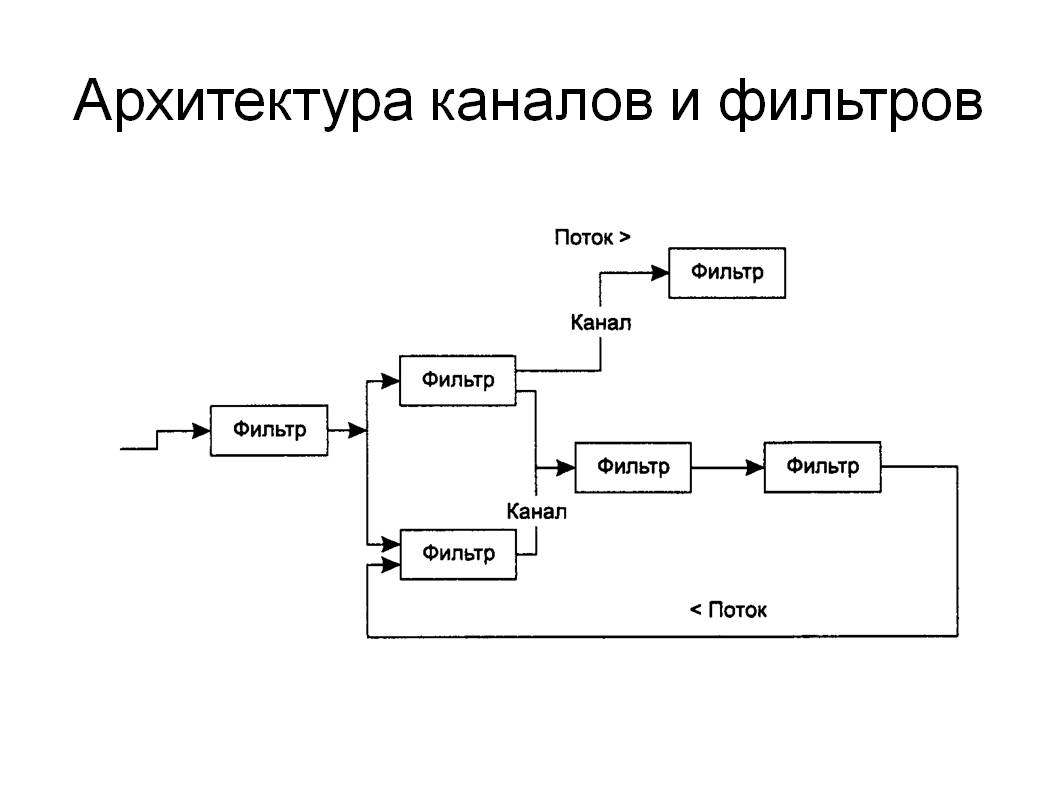 Архитектура каналов и фильтров
Поток >
Фильтр
Канал
Фильтр
Фильтр
Фильтр
Фильтр
Канал
Фильтр
< Поток